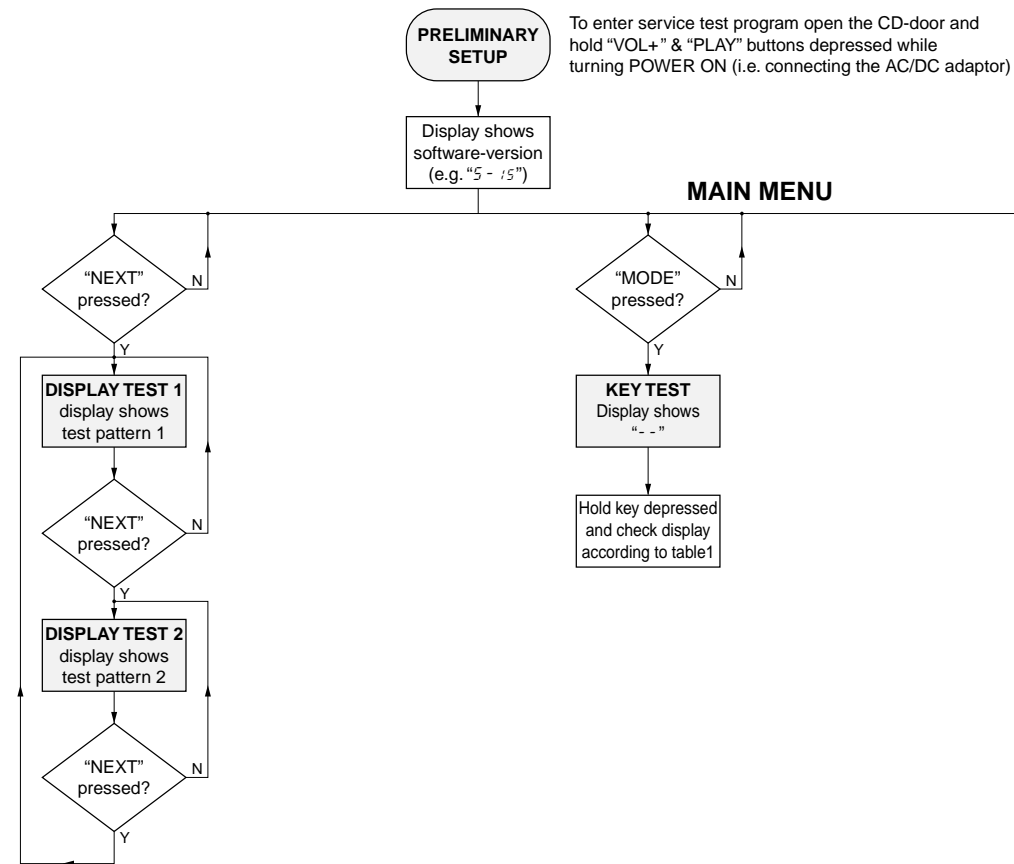 PRELIMINARY
SETUP
To enter service test program open the CD-door and
hold “VOL+” & “PLAY” buttons depressed while
turning POWER ON (i.e. connecting the AC/DC adaptor)
Display shows
software-version
(e.g. “5 - 15”)
MAIN MENU
“NEXT”
pressed?
N
Y
DISPLAY TEST 1
display shows
test pattern 1
“NEXT”
pressed?
N
Y
DISPLAY TEST 2
display shows
test pattern 2
“NEXT”
pressed?
N
Y
“MODE”
pressed?
N
Y
KEY TEST
Display shows
“- -”
Hold key depressed
and check display
according to table1